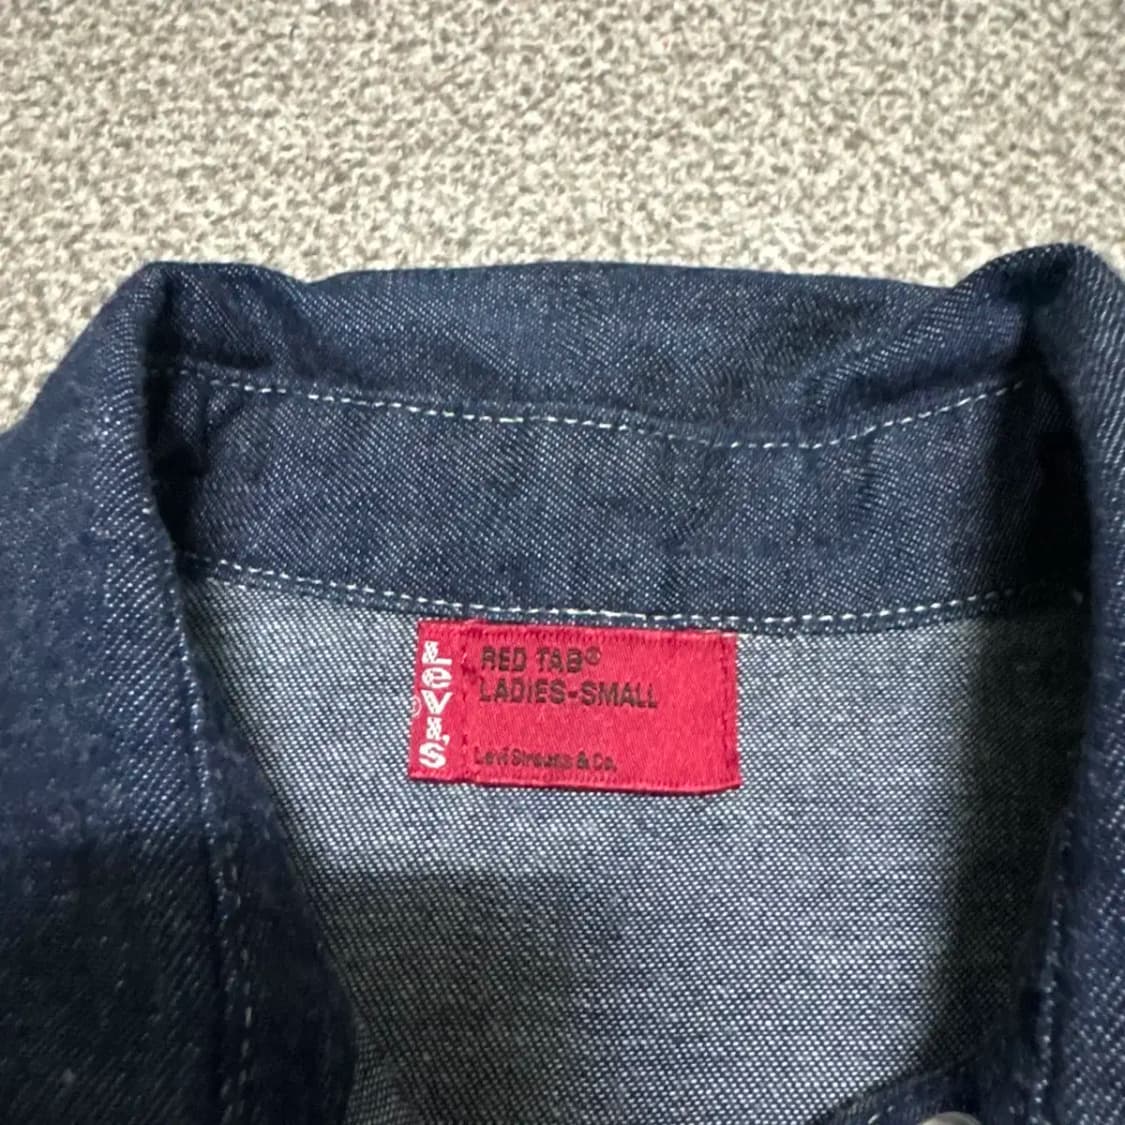 LEVI'S
®
RED TAB®
LADIES-SMALL
Levi Strauss & Co.